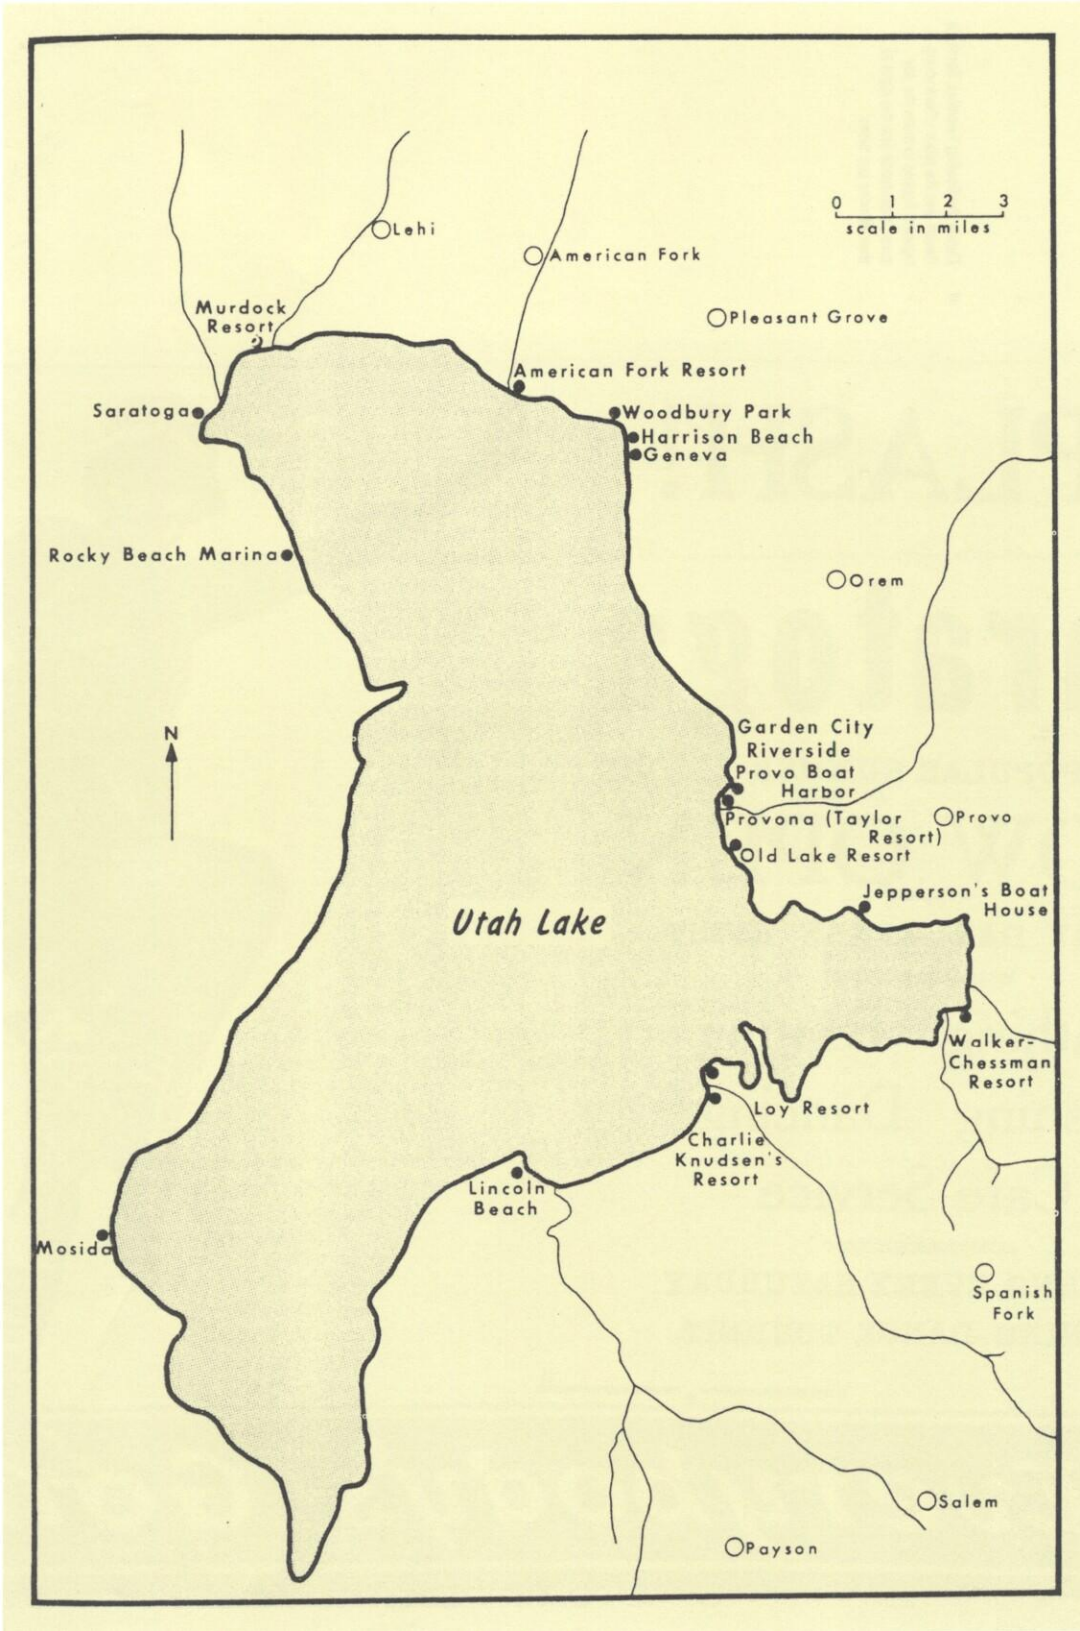 Lehi
American Fork
0 1 2 3
scale in miles
Murdock
Resort
Pleasant Grove
American Fork Resort
Saratoga
Woodbury Park
Harrison Beach
Geneva
Rocky Beach Marina
Orem
N
Garden City
Riverside
Provo Boat
Harbor
Provona (Taylor
Resort)
Provo
Old Lake Resort
Jepperson's Boat
House
Utah Lake
Walker-
Chessman
Resort
Loy Resort
Charlie
Knudsen's
Resort
Lincoln
Beach
Mosida
Spanish
Fork
Salem
Payson